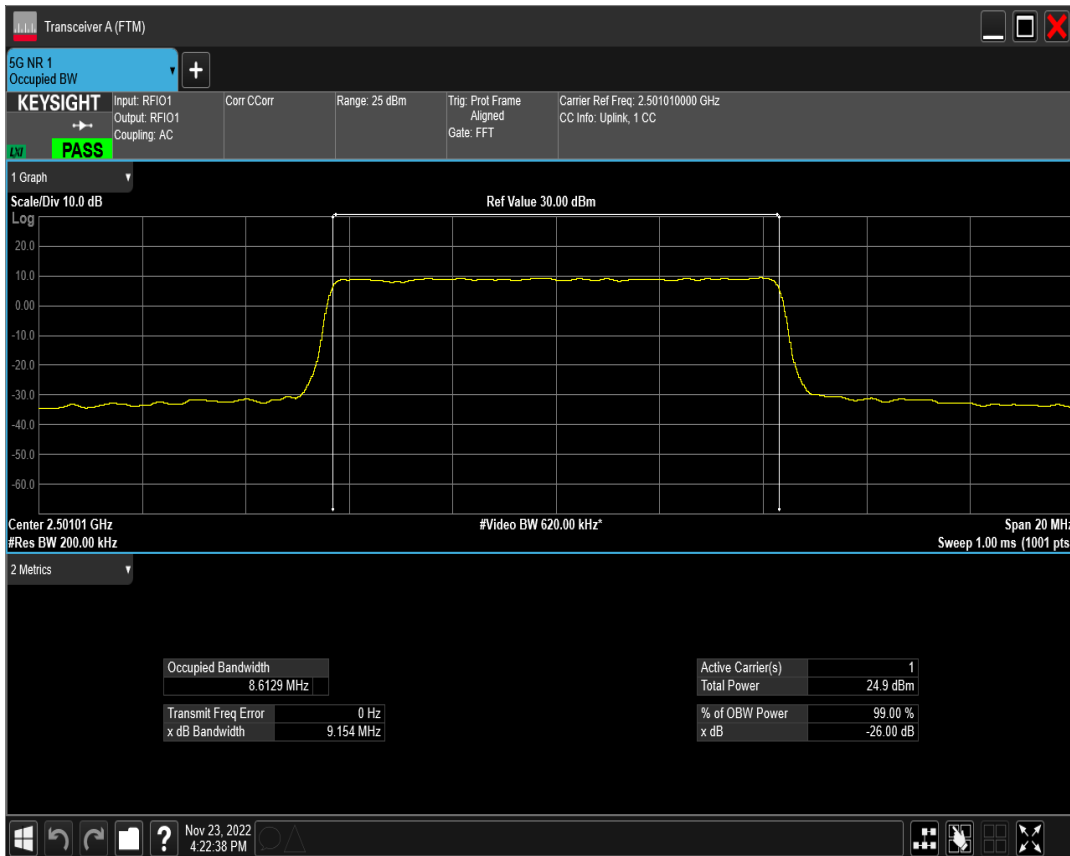 Transceiver A (FTM)
5G NR 1
Occupied BW
+
KEYSIGHT
LXI
PASS
Input: RFIO1
Output: RFIO1
Coupling: AC
Corr CCorr
Range: 25 dBm
Trig: Prot Frame
Aligned
Gate: FFT
Carrier Ref Freq: 2.501010000 GHz
CC Info: Uplink, 1 CC
1 Graph
Scale/Div 10.0 dB
Ref Value 30.00 dBm
Log
20.0
10.0
0.00
-10.0
-20.0
-30.0
-40.0
-50.0
-60.0
Center 2.50101 GHz
#Video BW 620.00 kHz*
Span 20 MHz
#Res BW 200.00 kHz
Sweep 1.00 ms (1001 pts
2 Metrics
Occupied Bandwidth
8.6129 MHz
Transmit Freq Error 0 Hz
x dB Bandwidth 9.154 MHz
Active Carrier(s) 1
Total Power 24.9 dBm
% of OBW Power 99.00 %
x dB -26.00 dB
?
Nov 23, 2022
4:22:38 PM